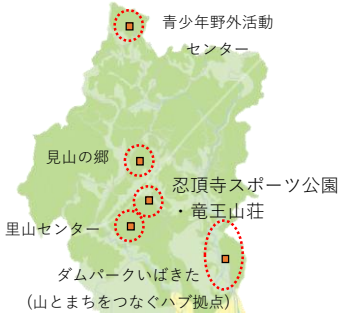 青少年野外活動
センター
見山の郷
忍頂寺スポーツ公園
・竜王山荘
里山センター
ダムパークいばきた
(山とまちをつなぐハブ拠点)